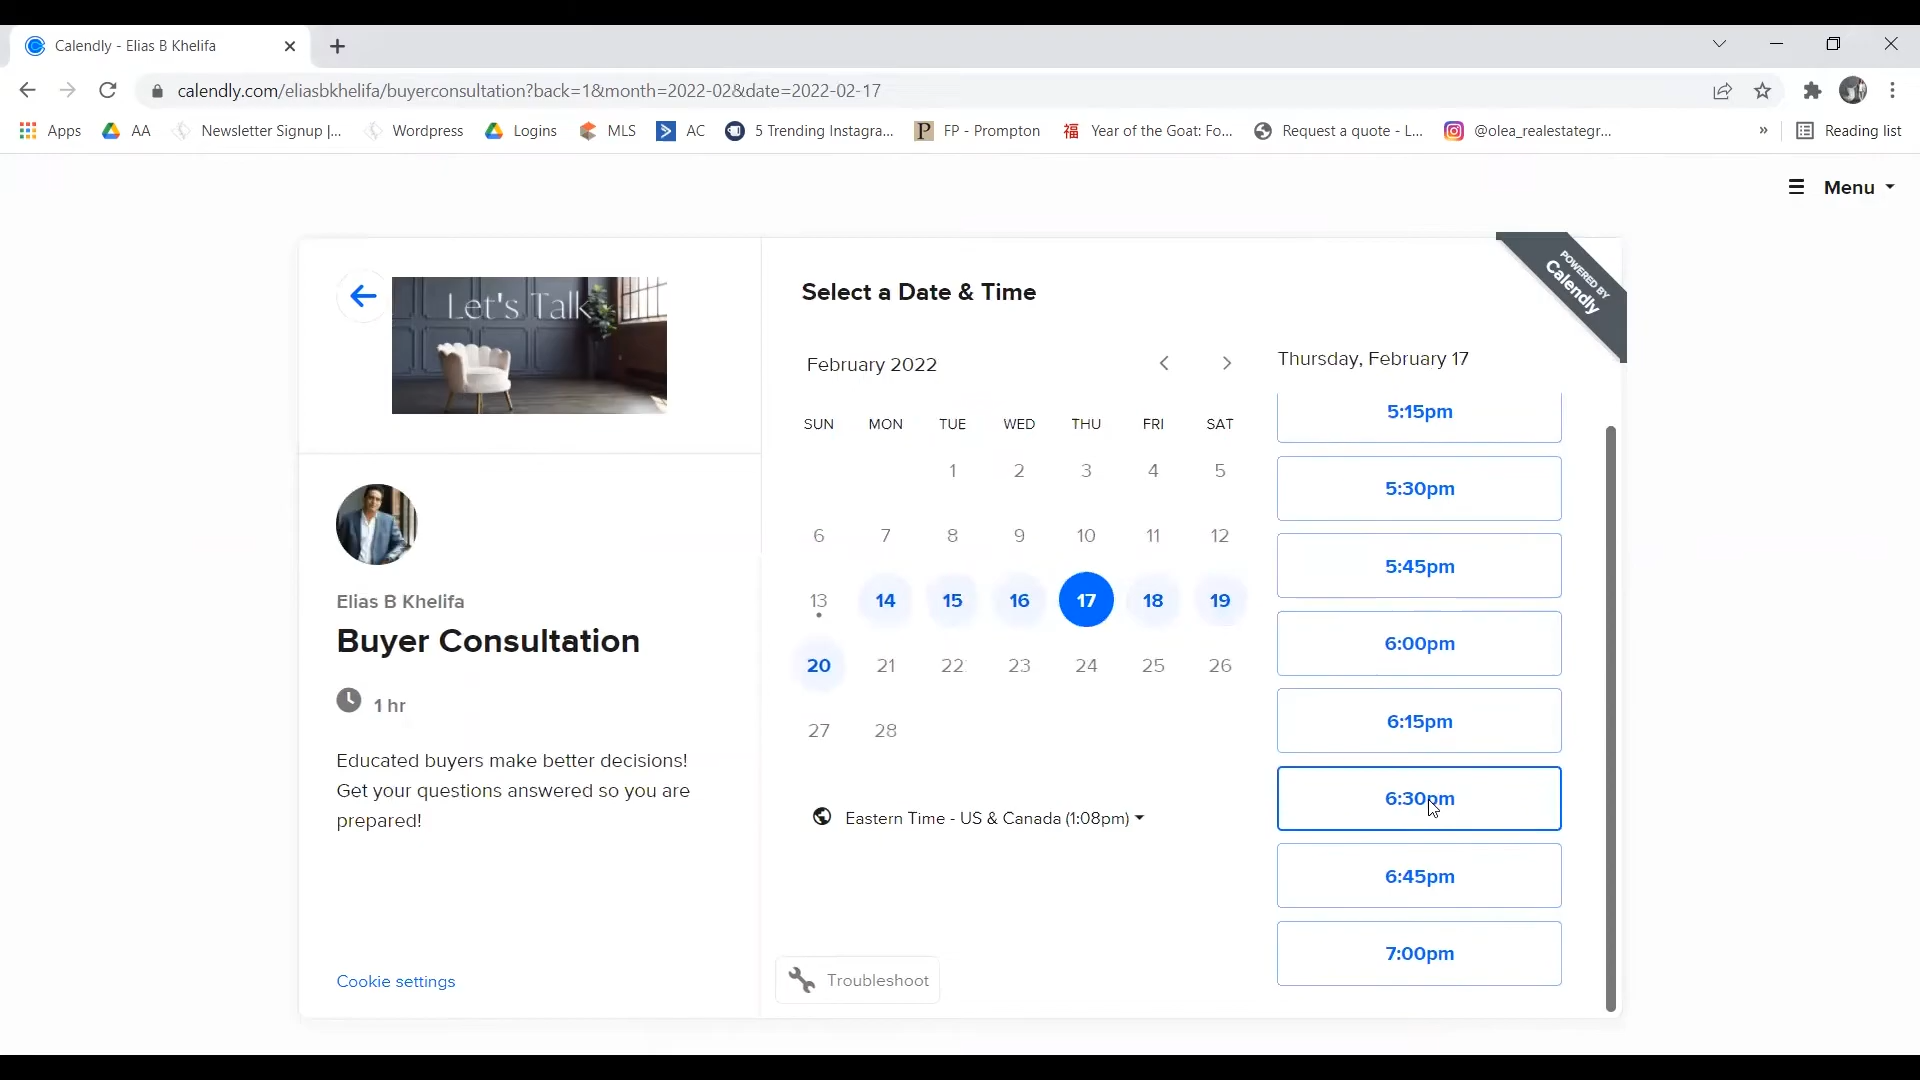 Calendly - Elias B Khelifa
calendly.com/eliasbkhelifa/buyerconsultation?back=1&month=2022-02&date=2022-02-17
Apps AA Newsletter Signup |... Wordpress Logins MLS AC 5 Trending Instagra... FP - Prompton Year of the Goat: Fo... Request a quote - L... @olea_realestategr... » Reading list
Menu
Let's Talk
Elias B Khelifa
Buyer Consultation
1 hr
Educated buyers make better decisions!
Get your questions answered so you are
prepared!
Cookie settings
Select a Date & Time
February 2022
SUN MON TUE WED THU FRI SAT
1 2 3 4 5
6 7 8 9 10 11 12
13 14 15 16 17 18 19
20 21 22 23 24 25 26
27 28
Eastern Time - US & Canada (1:08pm)
Troubleshoot
Thursday, February 17
5:15pm
5:30pm
5:45pm
6:00pm
6:15pm
6:30pm
6:45pm
7:00pm
POWERED BY
Calendly